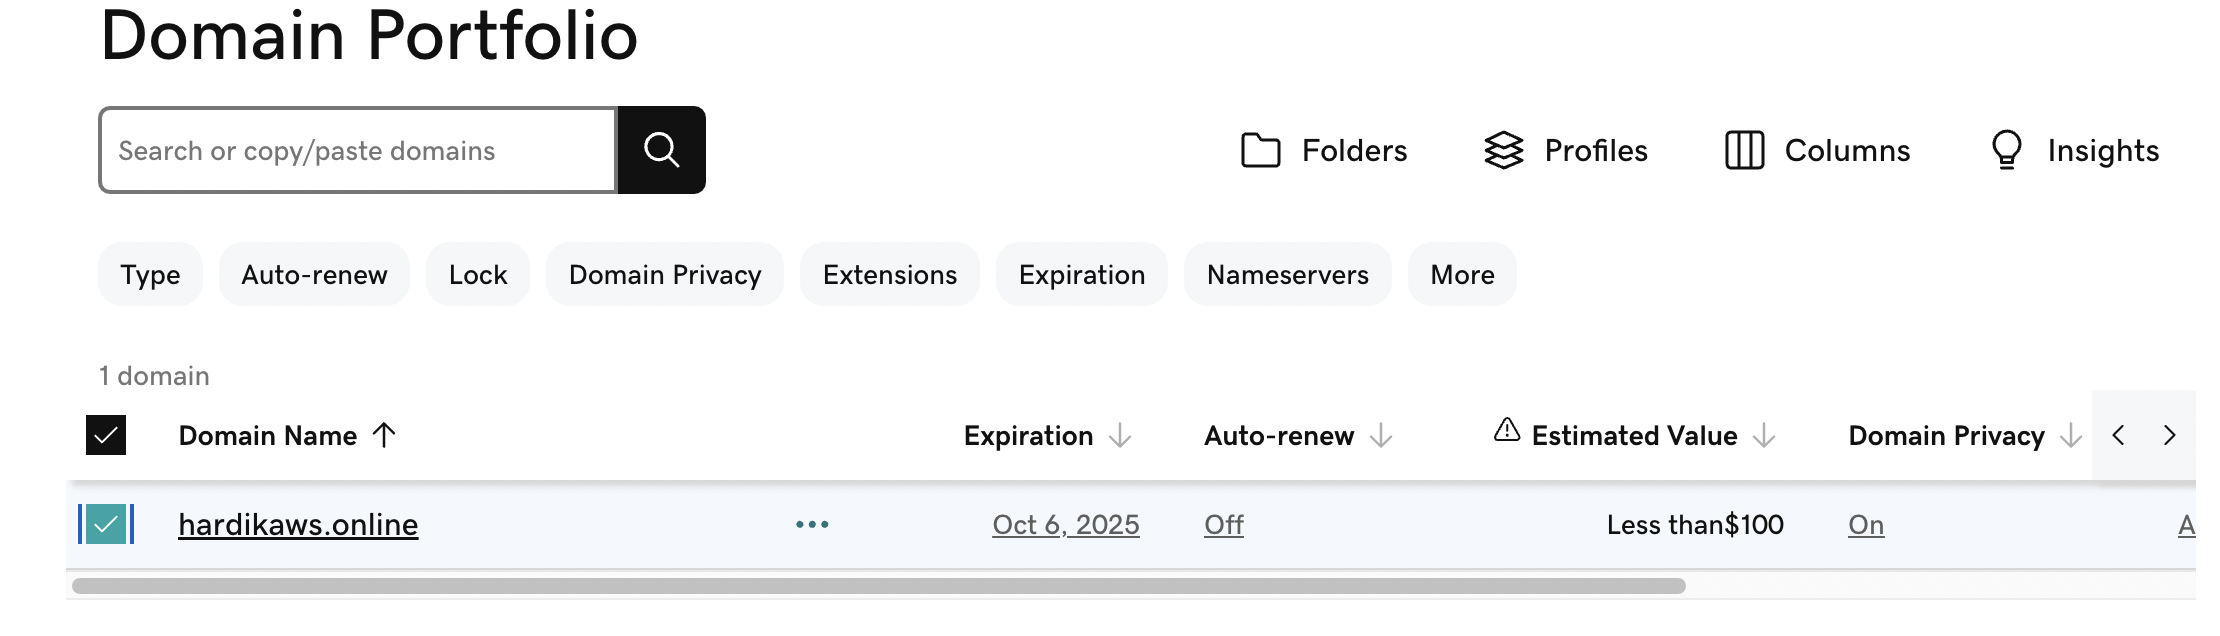 Domain Portfolio
Search or copy/paste domains
Folders Profiles Columns Insights
Type Auto-renew Lock Domain Privacy Extensions Expiration Nameservers More
1 domain
Domain Name Expiration Auto-renew Estimated Value Domain Privacy
hardikaws.online Oct 6, 2025 Off Less than$100 On A